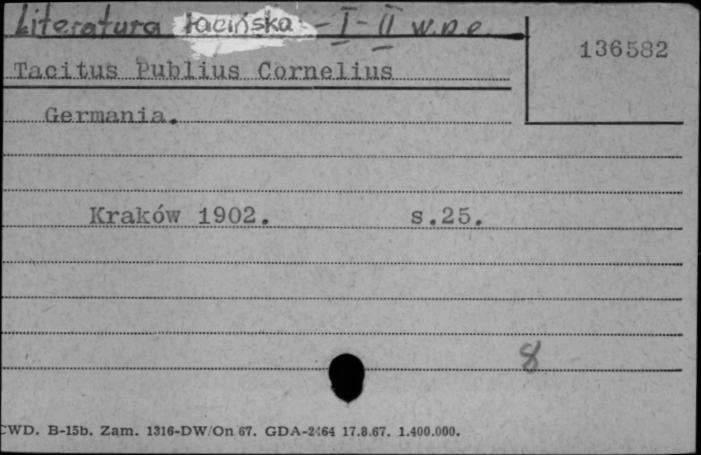 Literatura łacińska - I - II w.n.e.
136582
Tacitus Publius Cornelius
Germania.
Kraków 1902. s.25.
8
CWD. B-15b. Zam. 1316-DW/On 67. GDA-2464 17.8.67. 1.400.000.